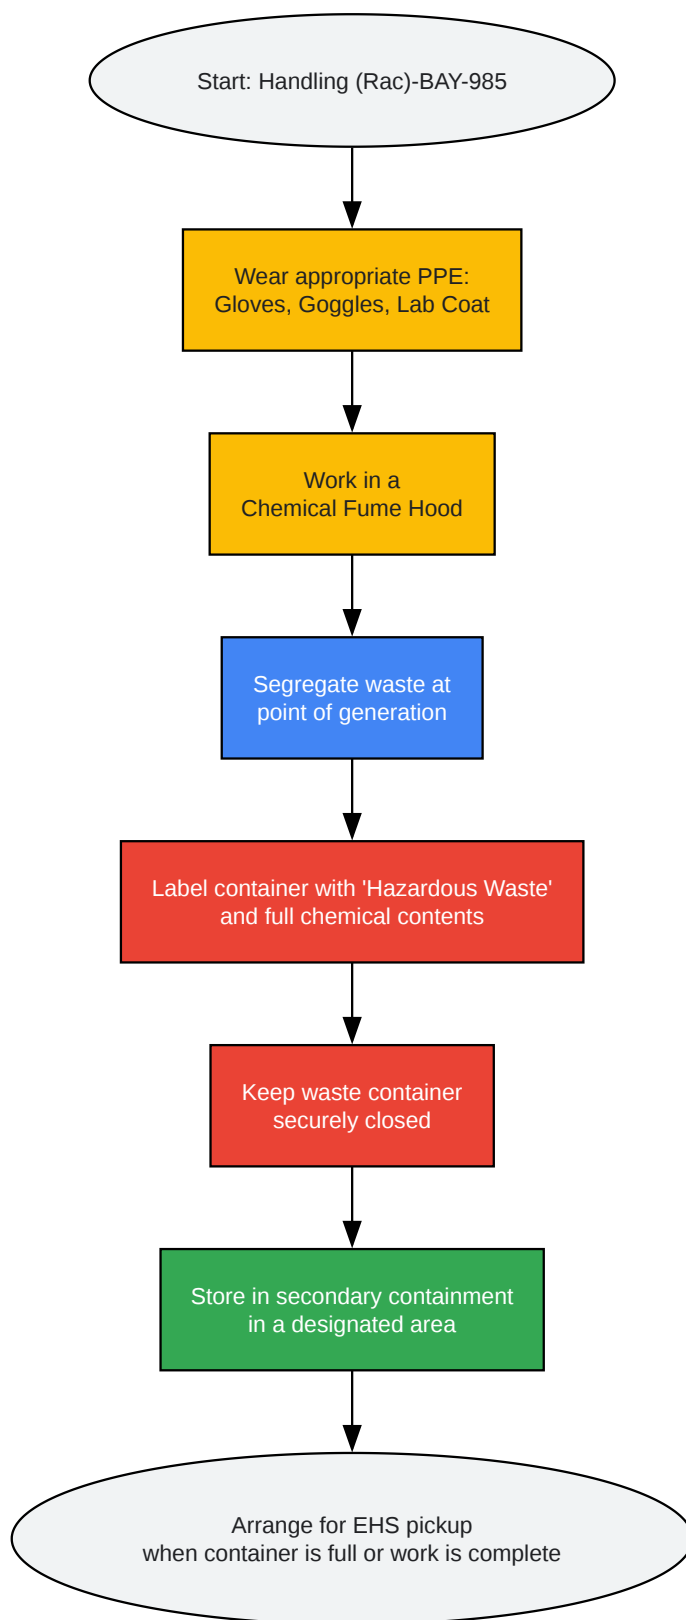 Start: Handling (Rac)-BAY-985
Wear appropriate PPE:
Gloves, Goggles, Lab Coat
Work in a
Chemical Fume Hood
Segregate waste at
point of generation
Label container with 'Hazardous Waste'
and full chemical contents
Keep waste container
securely closed
Store in secondary containment
in a designated area
Arrange for EHS pickup
when container is full or work is complete